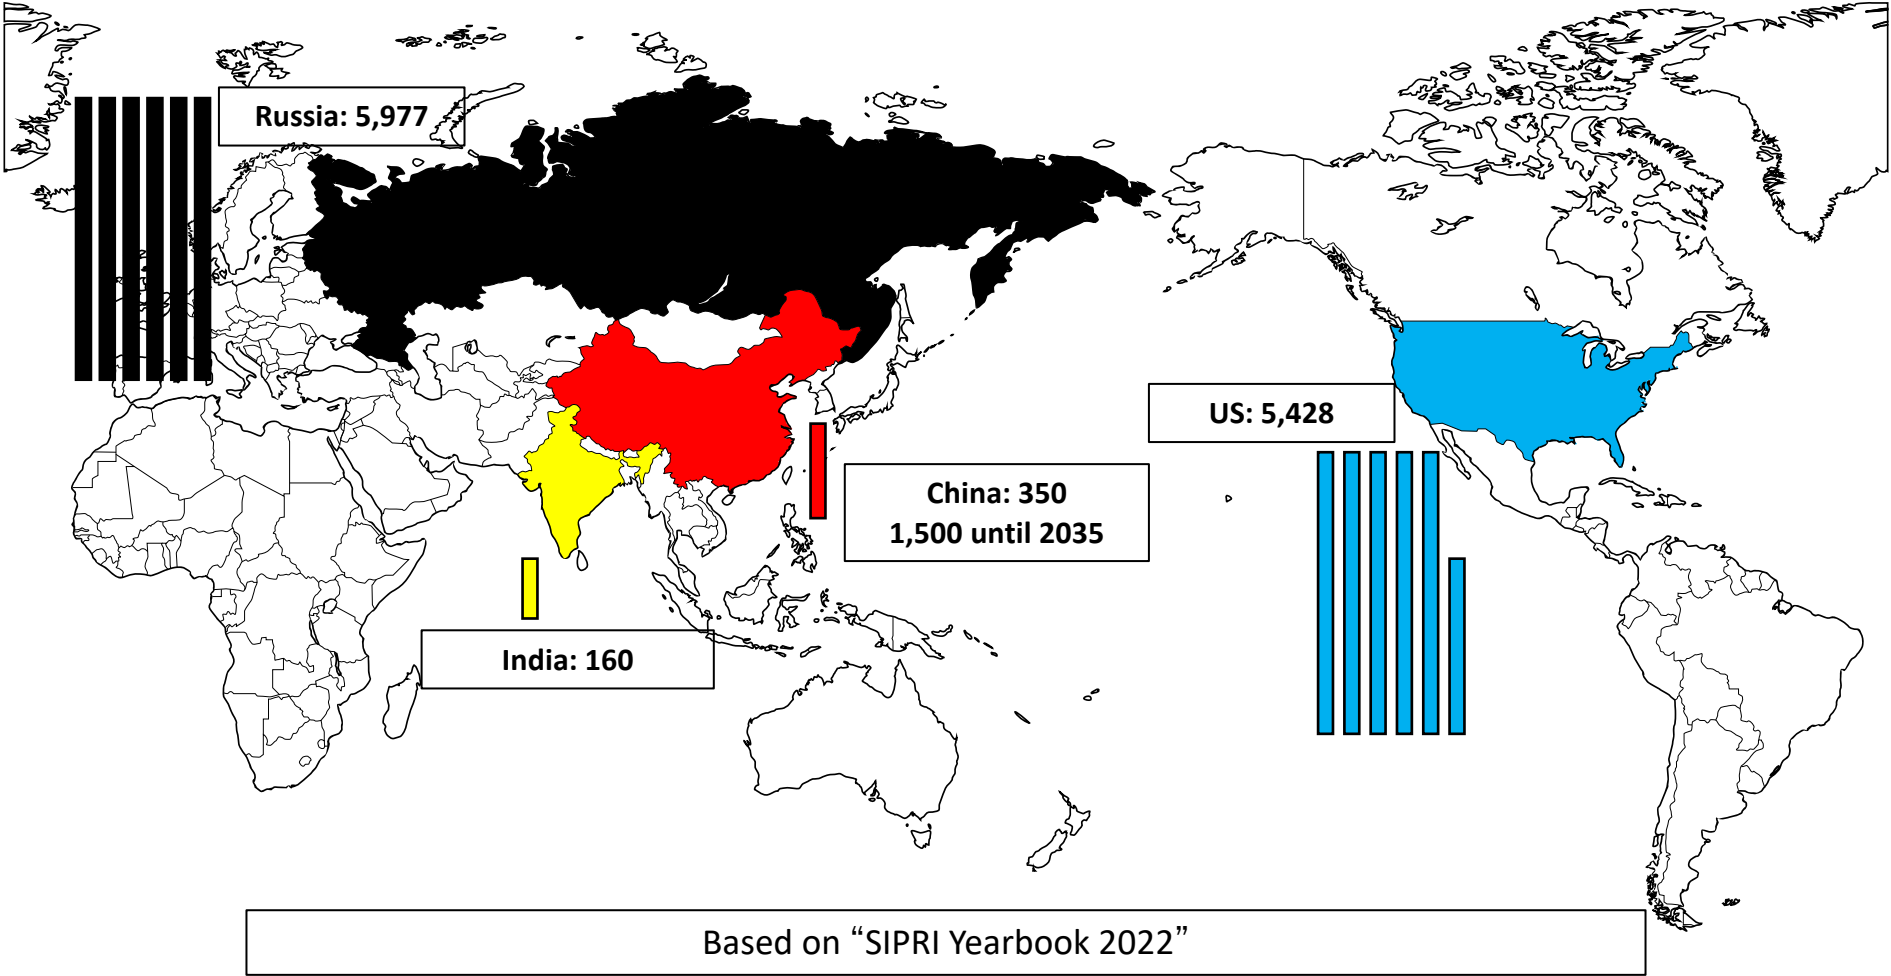 Russia: 5,977
US: 5,428
China: 350
1,500 until 2035
India: 160
Based on “SIPRI Yearbook 2022”